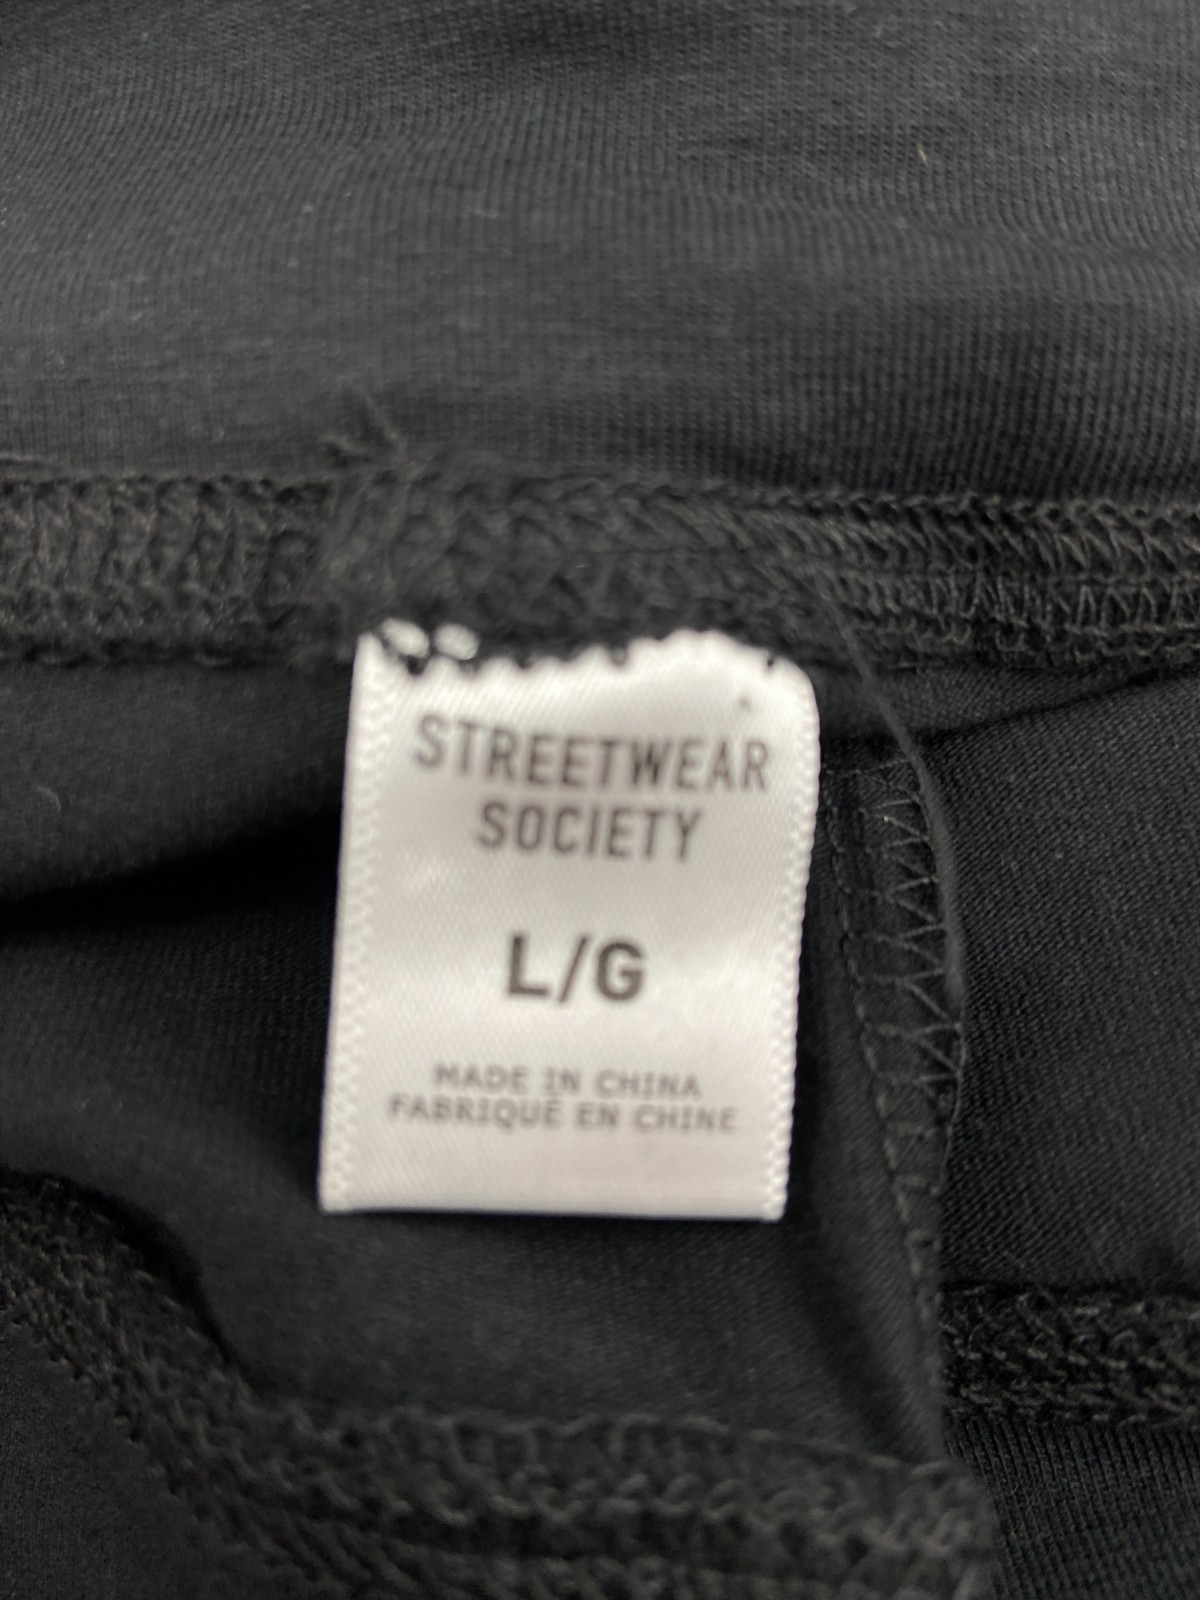 STREETWEAR
SOCIETY
L/G
MADE IN CHINA
FABRIQUÉ EN CHINE